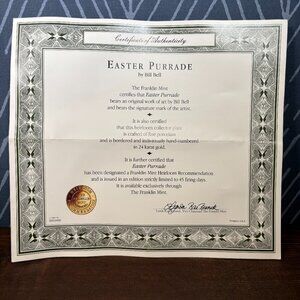 Certificate of Authenticity
EASTER PURRADE
by Bill Bell
The Franklin Mint
certifies that Easter Purrade
bears an original work of art by Bill Bell
and bears the signature mark of the artist.
It is also certified
that this heirloom collector plate
is crafted of fine porcelain
and is bordered and individually hand-numbered
in 24 karat gold.
It is further certified that
Easter Purrade
has been designated a Franklin Mint Heirloom Recommendation
and is issued in an edition strictly limited to 45 firing days.
It is available exclusively through
The Franklin Mint.